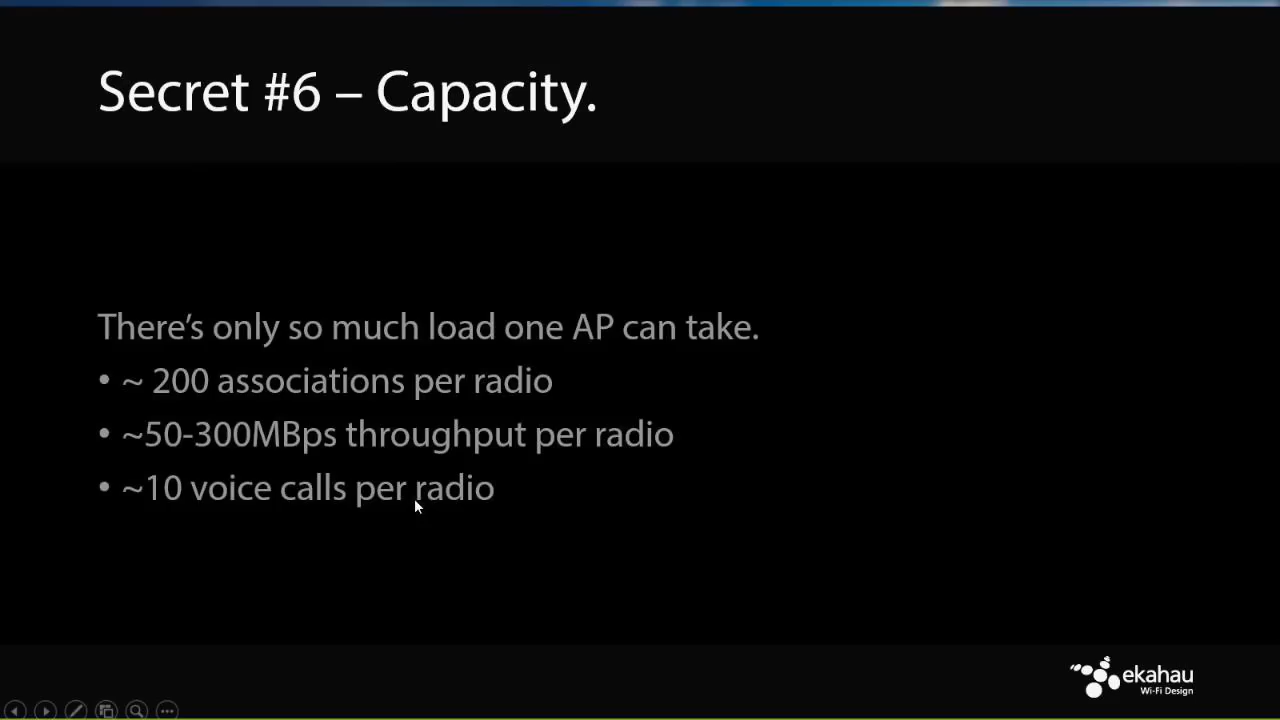 Secret #6 – Capacity.
There’s only so much load one AP can take.
• ~ 200 associations per radio
• ~50-300MBps throughput per radio
• ~10 voice calls per radio
ekahau
Wi-Fi Design